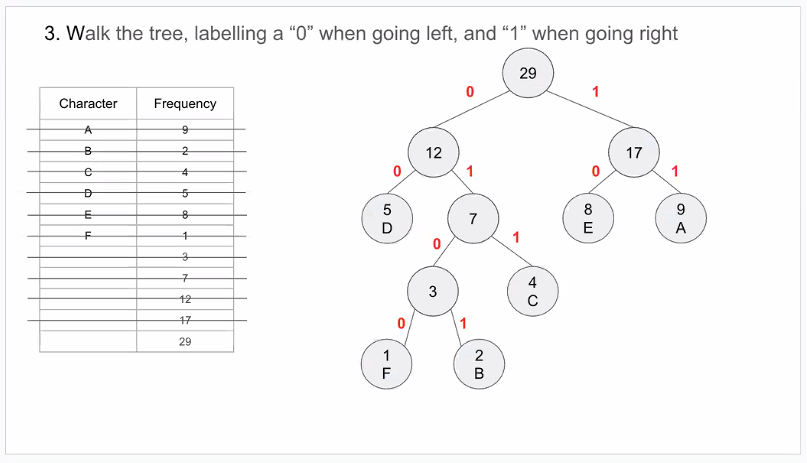 3. Walk the tree, labelling a “0” when going left, and “1” when going right
Character Frequency
A 9
B 2
C 4
D 5
E 8
F 1
3
7
12
17
29
29
0 1
12 17
0 1 0 1
5 D 7 8 E 9 A
0 1
3 4 C
0 1
1 F 2 B